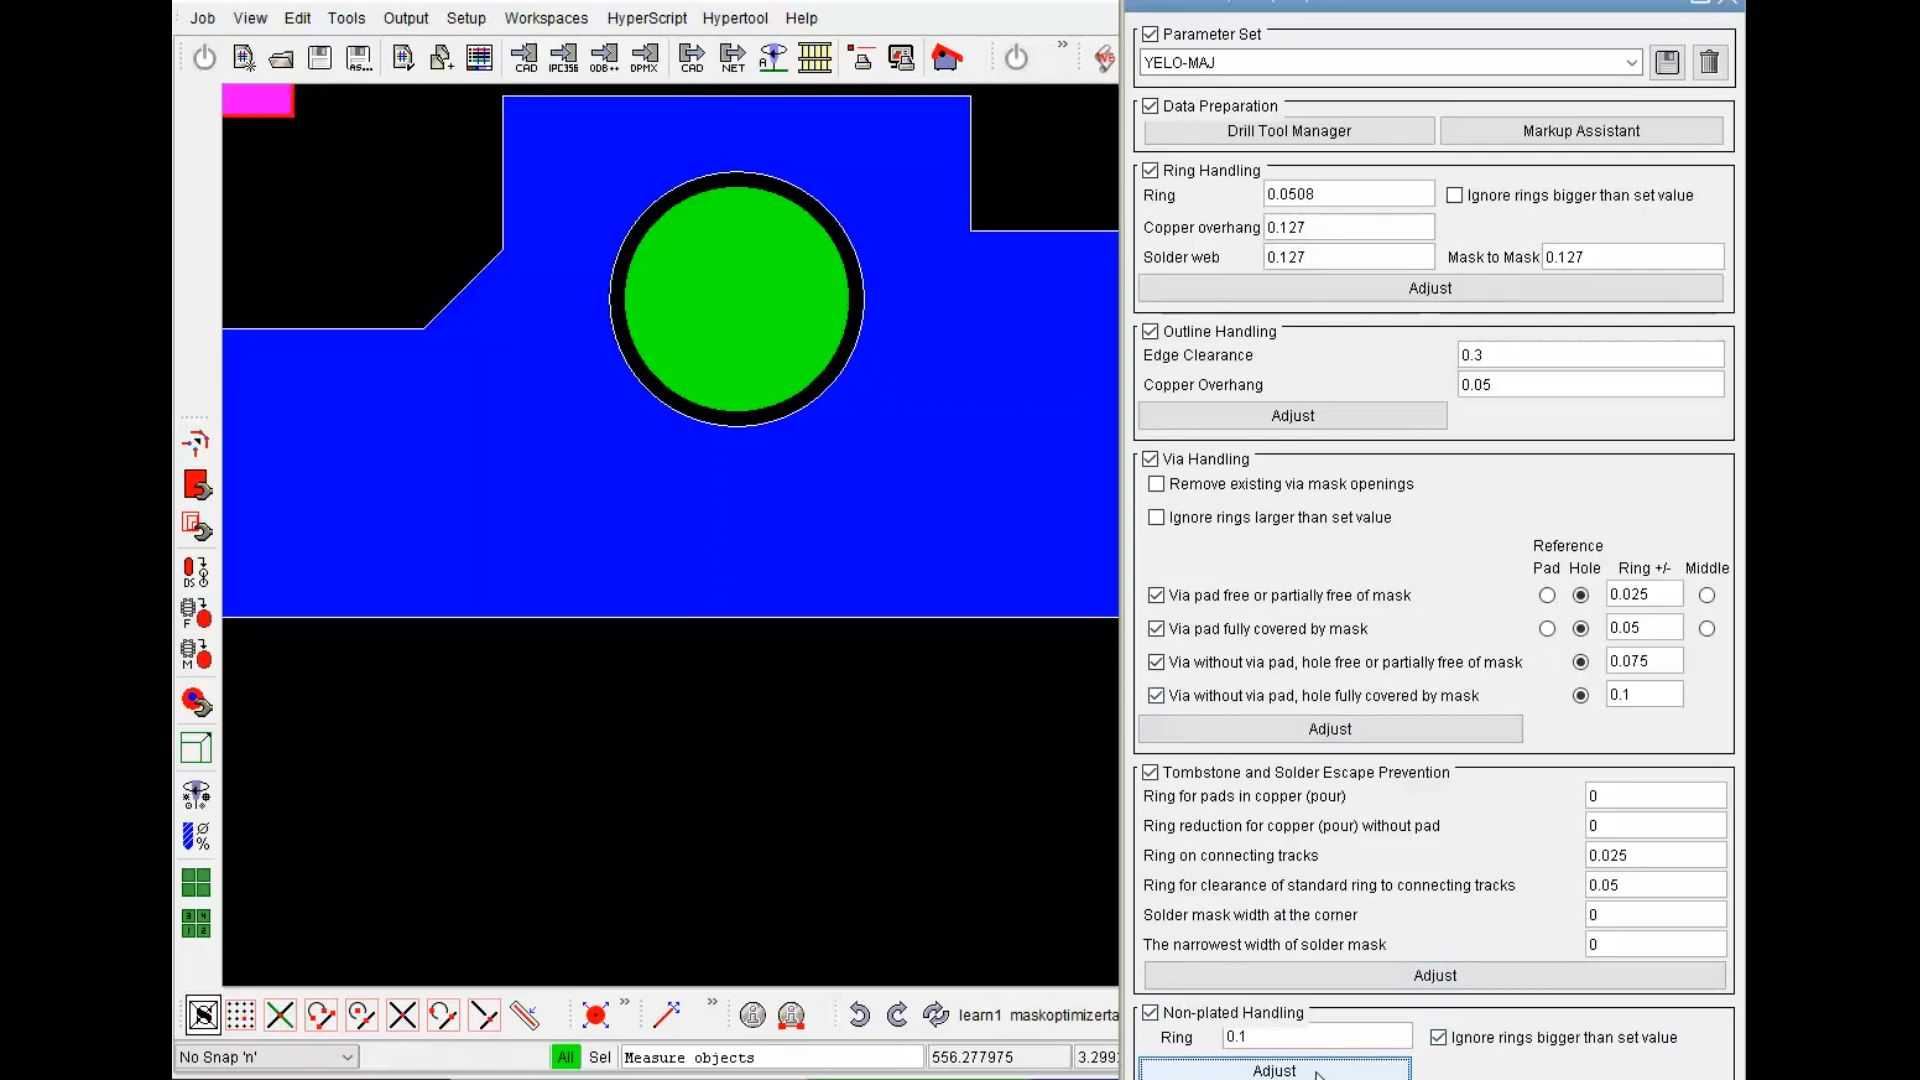 Job View Edit Tools Output Setup Workspaces HyperScript Hypertool Help
AS... CAD IPC356 ODB++ DPMX CAD NET A
Parameter Set
YELO-MAJ
Data Preparation
Drill Tool Manager Markup Assistant
Ring Handling
Ring 0.0508 Ignore rings bigger than set value
Copper overhang 0.127
Solder web 0.127 Mask to Mask 0.127
Adjust
Outline Handling
Edge Clearance 0.3
Copper Overhang 0.05
Adjust
Via Handling
Remove existing via mask openings
Ignore rings larger than set value
Reference
Pad Hole Ring +/- Middle
Via pad free or partially free of mask 0.025
Via pad fully covered by mask 0.05
Via without via pad, hole free or partially free of mask 0.075
Via without via pad, hole fully covered by mask 0.1
Adjust
Tombstone and Solder Escape Prevention
Ring for pads in copper (pour) 0
Ring reduction for copper (pour) without pad 0
Ring on connecting tracks 0.025
Ring for clearance of standard ring to connecting tracks 0.05
Solder mask width at the corner 0
The narrowest width of solder mask 0
Adjust
Non-plated Handling
Ring 0.1 Ignore rings bigger than set value
Adjust
DS
F
M
%
3 4
1 2
S learn1 maskoptimizerta
No Snap 'n' All Sel Measure objects 556.277975 3.299